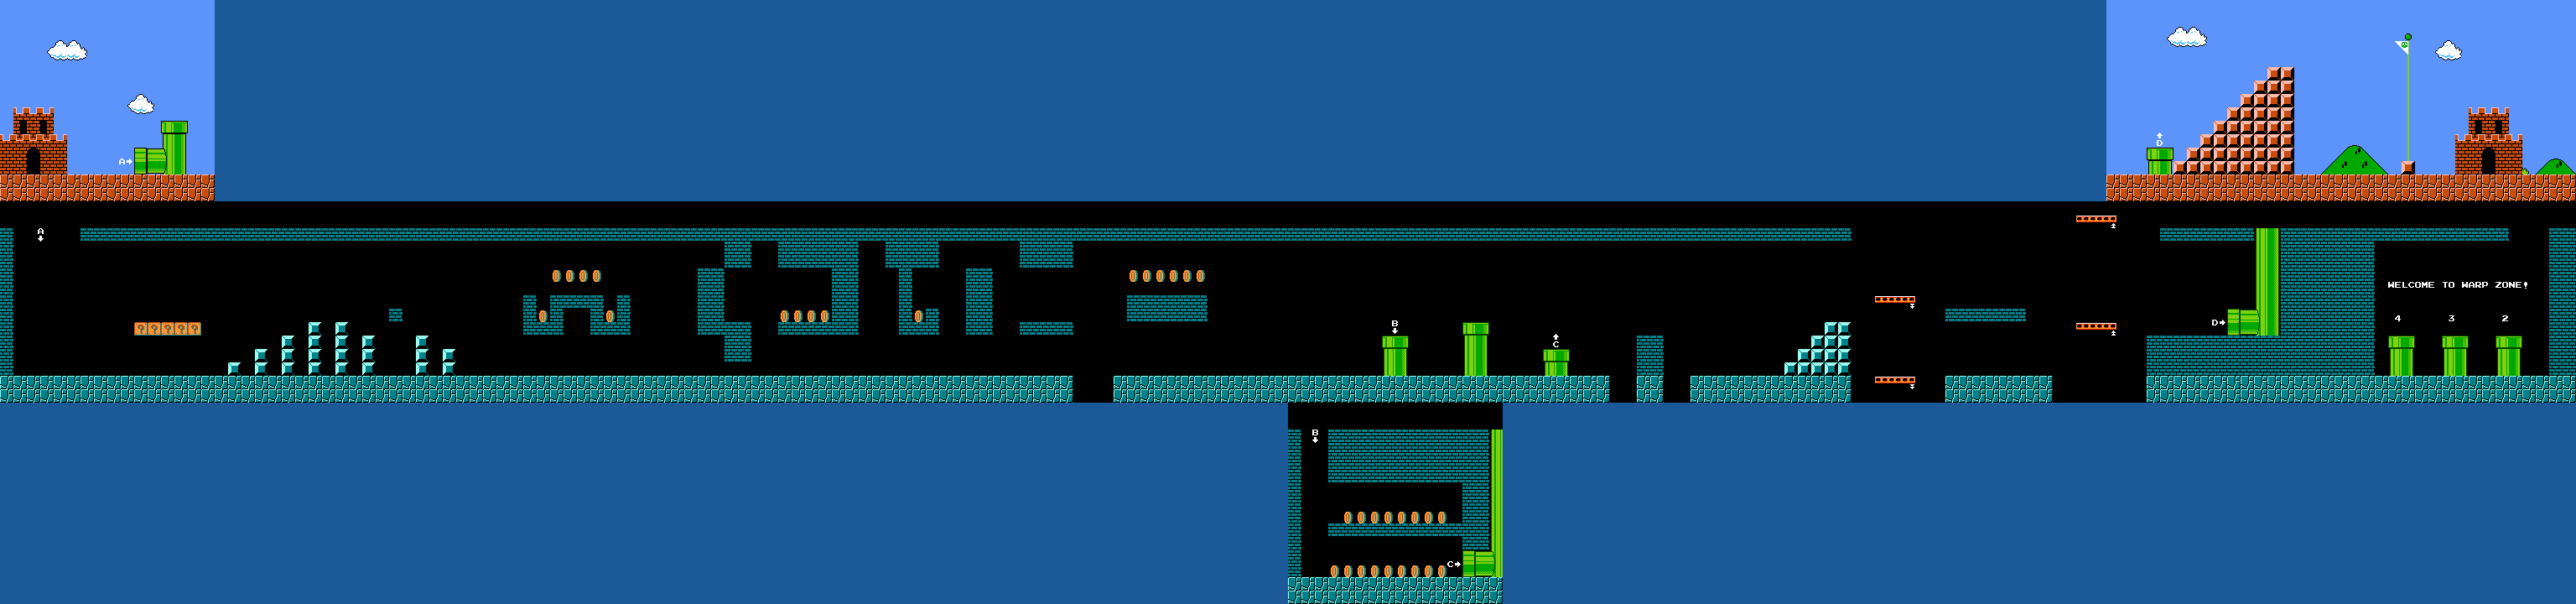 A
D
A
WELCOME TO WARP ZONE!
? ? ? ? ?
B
C
D
4 3 2
B
C